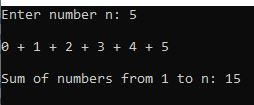 Enter number n: 5
0 + 1 + 2 + 3 + 4 + 5
Sum of numbers from 1 to n: 15